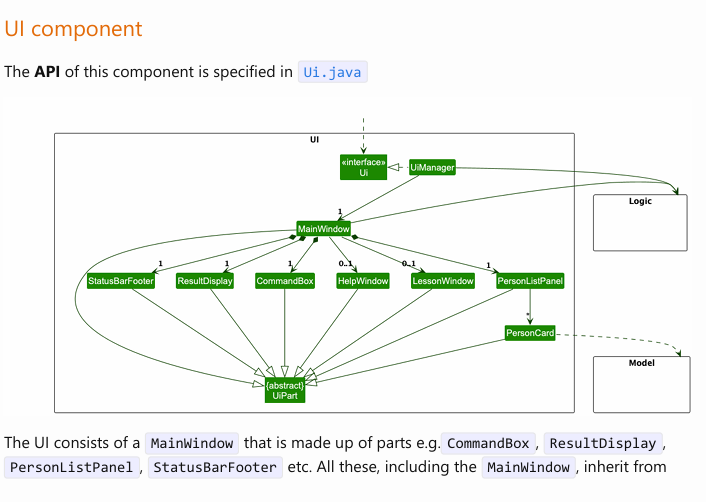 UI component
The API of this component is specified in Ui.java
UI
«interface»
Ui
UiManager
Logic
1
MainWindow
1
1
1
0..1
0..1
1
StatusBarFooter
ResultDisplay
CommandBox
HelpWindow
LessonWindow
PersonListPanel
*
PersonCard
Model
{abstract}
UiPart
The UI consists of a MainWindow that is made up of parts e.g. CommandBox, ResultDisplay,
PersonListPanel, StatusBarFooter etc. All these, including the MainWindow, inherit from